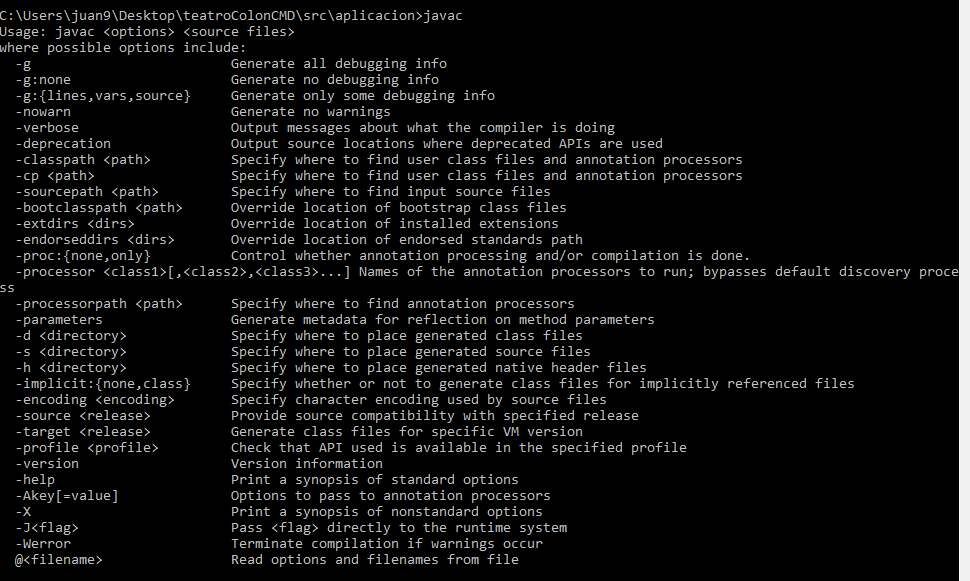 C:\Users\juan9\Desktop\teatroColonCMD\src\aplicacion>javac
Usage: javac <options> <source files>
where possible options include:
  -g                         Generate all debugging info
  -g:none                    Generate no debugging info
  -g:{lines,vars,source}     Generate only some debugging info
  -nowarn                    Generate no warnings
  -verbose                   Output messages about what the compiler is doing
  -deprecation               Output source locations where deprecated APIs are used
  -classpath <path>          Specify where to find user class files and annotation processors
  -cp <path>                 Specify where to find user class files and annotation processors
  -sourcepath <path>         Specify where to find input source files
  -bootclasspath <path>      Override location of bootstrap class files
  -extdirs <dirs>            Override location of installed extensions
  -endorseddirs <dirs>       Override location of endorsed standards path
  -proc:{none,only}          Control whether annotation processing and/or compilation is done.
  -processor <class1>[,<class2>,<class3>...] Names of the annotation processors to run; bypasses default discovery proce
ss
  -processorpath <path>      Specify where to find annotation processors
  -parameters                Generate metadata for reflection on method parameters
  -d <directory>             Specify where to place generated class files
  -s <directory>             Specify where to place generated source files
  -h <directory>             Specify where to place generated native header files
  -implicit:{none,class}     Specify whether or not to generate class files for implicitly referenced files
  -encoding <encoding>       Specify character encoding used by source files
  -source <release>          Provide source compatibility with specified release
  -target <release>          Generate class files for specific VM version
  -profile <profile>         Check that API used is available in the specified profile
  -version                   Version information
  -help                      Print a synopsis of standard options
  -Akey[=value]              Options to pass to annotation processors
  -X                         Print a synopsis of nonstandard options
  -J<flag>                   Pass <flag> directly to the runtime system
  -Werror                    Terminate compilation if warnings occur
  @<filename>                Read options and filenames from file